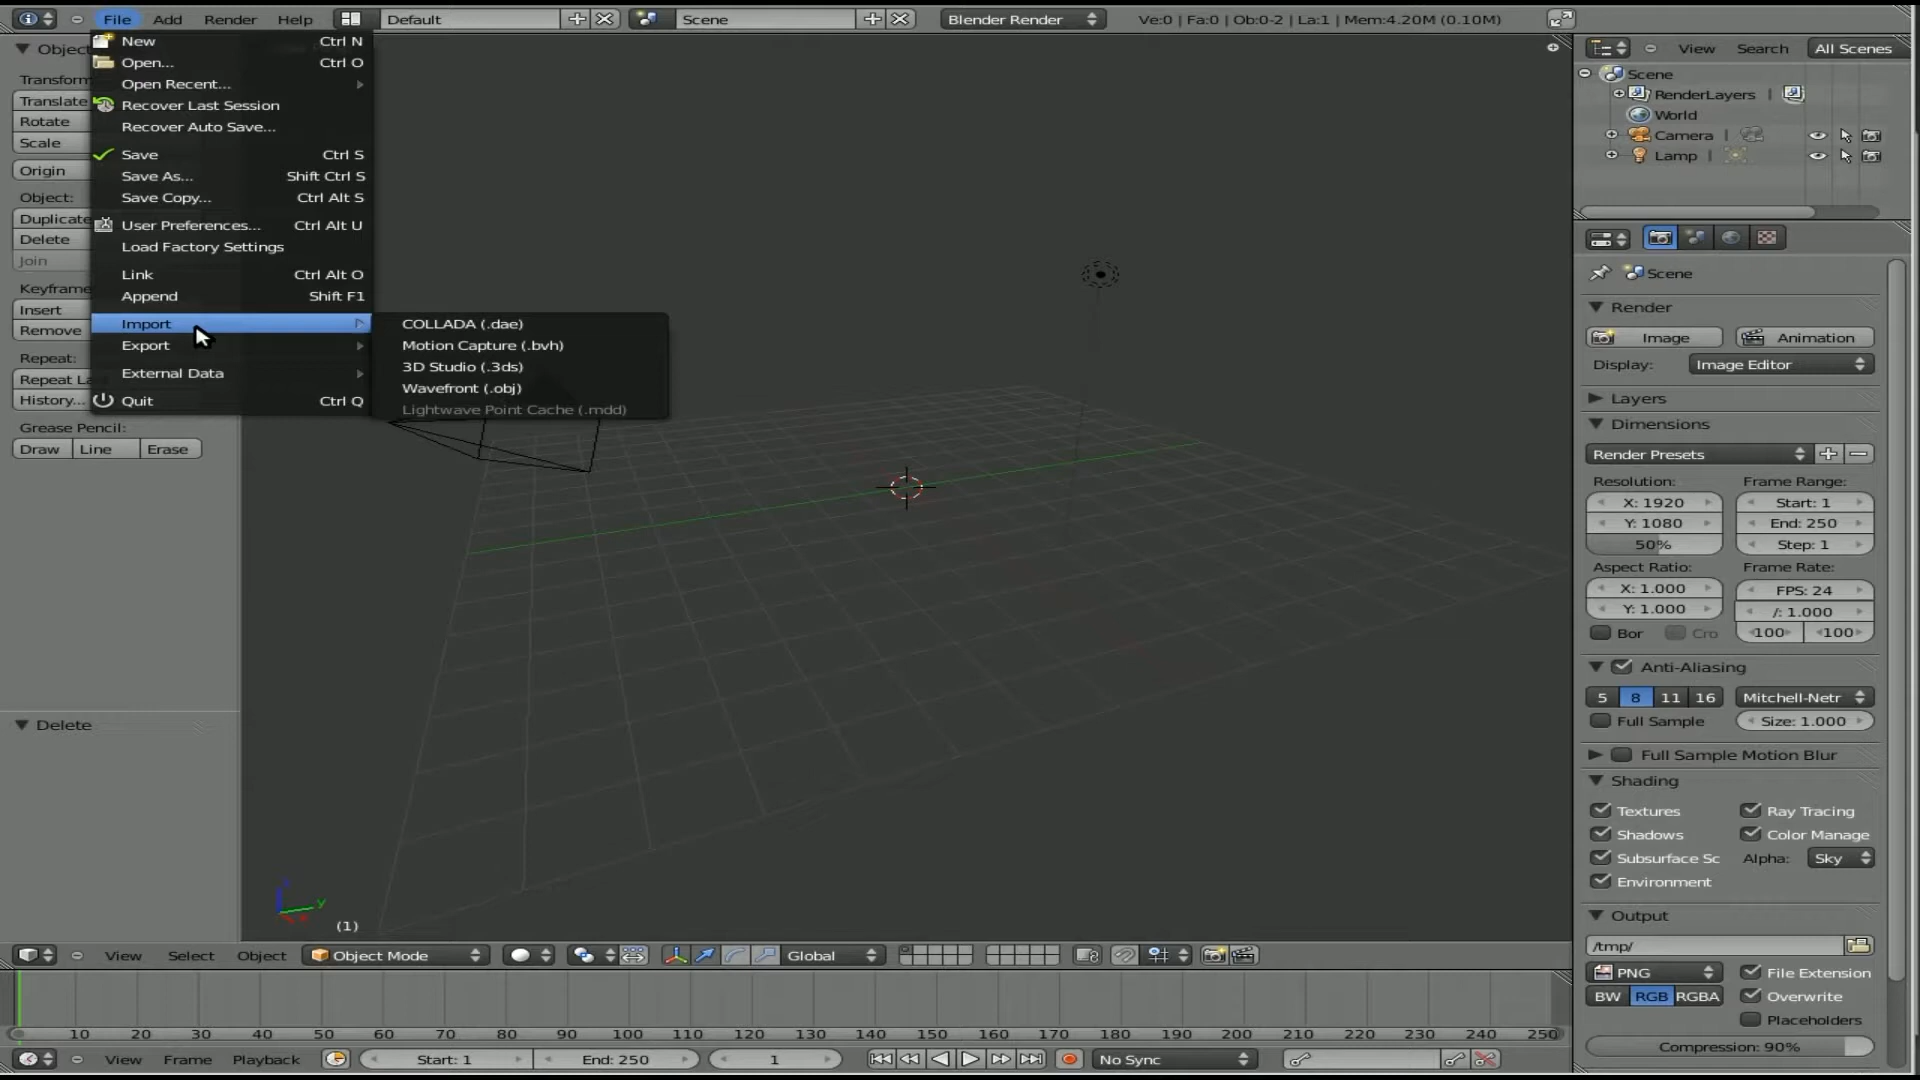 File Add Render Help Default Scene Blender Render Ve:0 | Fa:0 | Ob:0-2 | La:1 | Mem:4.20M (0.10M)
New Ctrl N
Open... Ctrl O
Open Recent...
Recover Last Session
Recover Auto Save...
Save Ctrl S
Save As... Shift Ctrl S
Save Copy... Ctrl Alt S
User Preferences... Ctrl Alt U
Load Factory Settings
Link Ctrl Alt O
Append Shift F1
Import
Export
External Data
Quit Ctrl Q
COLLADA (.dae)
Motion Capture (.bvh)
3D Studio (.3ds)
Wavefront (.obj)
Lightwave Point Cache (.mdd)
Object
Transform
Translate
Rotate
Scale
Origin
Object:
Duplicate
Delete
Join
Keyframe
Insert
Remove
Repeat:
Repeat La
History...
Grease Pencil:
Draw Line Erase
Delete
y
(1)
View Search All Scenes
Scene
RenderLayers |
World
Camera |
Lamp |
Scene
Render
Image Animation
Display: Image Editor
Layers
Dimensions
Render Presets
Resolution: Frame Range:
X: 1920 Start: 1
Y: 1080 End: 250
50% Step: 1
Aspect Ratio: Frame Rate:
X: 1.000 FPS: 24
Y: 1.000 /: 1.000
Bor Cro 100 100
Anti-Aliasing
5 8 11 16 Mitchell-Netr
Full Sample Size: 1.000
Full Sample Motion Blur
Shading
Textures Ray Tracing
Shadows Color Manage
Subsurface Sc Alpha: Sky
Environment
Output
/tmp/
PNG File Extension
BW RGB RGBA Overwrite
Placeholders
Compression: 90%
View Select Object Object Mode Global
10 20 30 40 50 60 70 80 90 100 110 120 130 140 150 160 170 180 190 200 210 220 230 240 250
View Frame Playback Start: 1 End: 250 1 No Sync